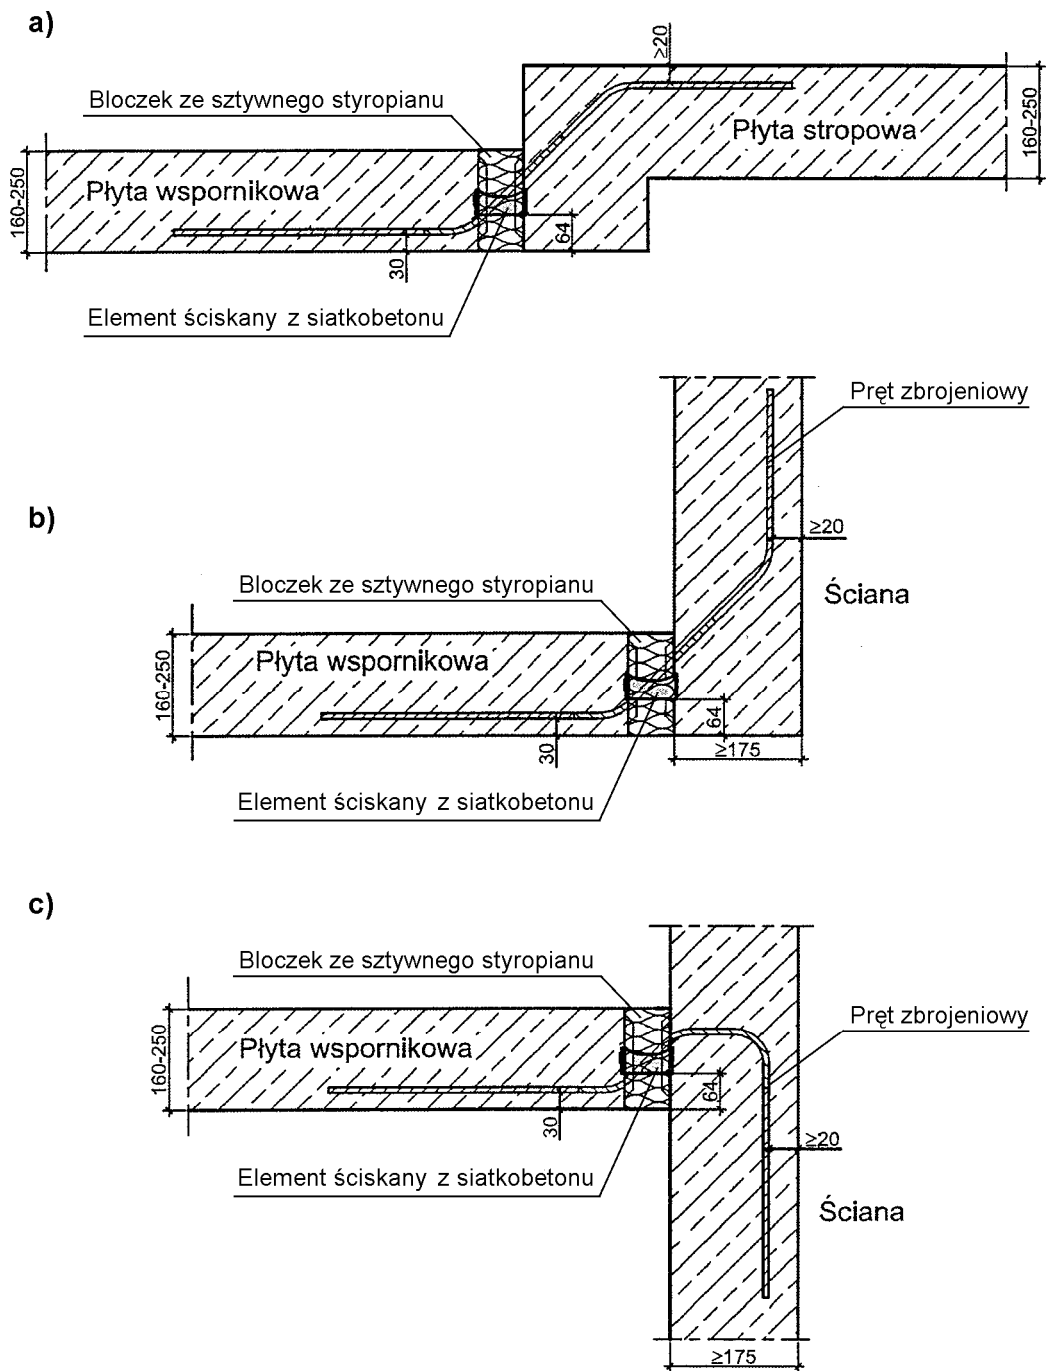 a)
≥20
Bloczek ze sztywnego styropianu
Płyta stropowa
160-250
Płyta wspornikowa
160-250
64
30
Element ściskany z siatkobetonu
Pręt zbrojeniowy
b)
≥20
Bloczek ze sztywnego styropianu
Ściana
Płyta wspornikowa
160-250
64
30
≥175
Element ściskany z siatkobetonu
c)
Bloczek ze sztywnego styropianu
Pręt zbrojeniowy
Płyta wspornikowa
160-250
64
30
≥20
Element ściskany z siatkobetonu
Ściana
≥175